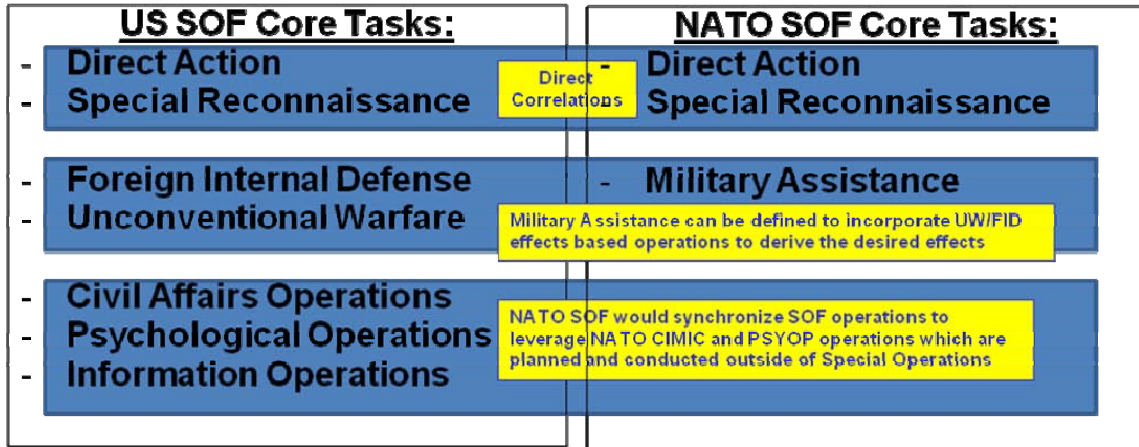 US SOF Core Tasks:
- Direct Action
- Special Reconnaissance
- Foreign Internal Defense
- Unconventional Warfare
- Civil Affairs Operations
- Psychological Operations
- Information Operations
Direct
Correlations
NATO SOF Core Tasks:
- Direct Action
- Special Reconnaissance
- Military Assistance
Military Assistance can be defined to incorporate UW/FID
effects based operations to derive the desired effects
NATO SOF would synchronize SOF operations to
leverage NATO CIMIC and PSYOP operations which are
planned and conducted outside of Special Operations